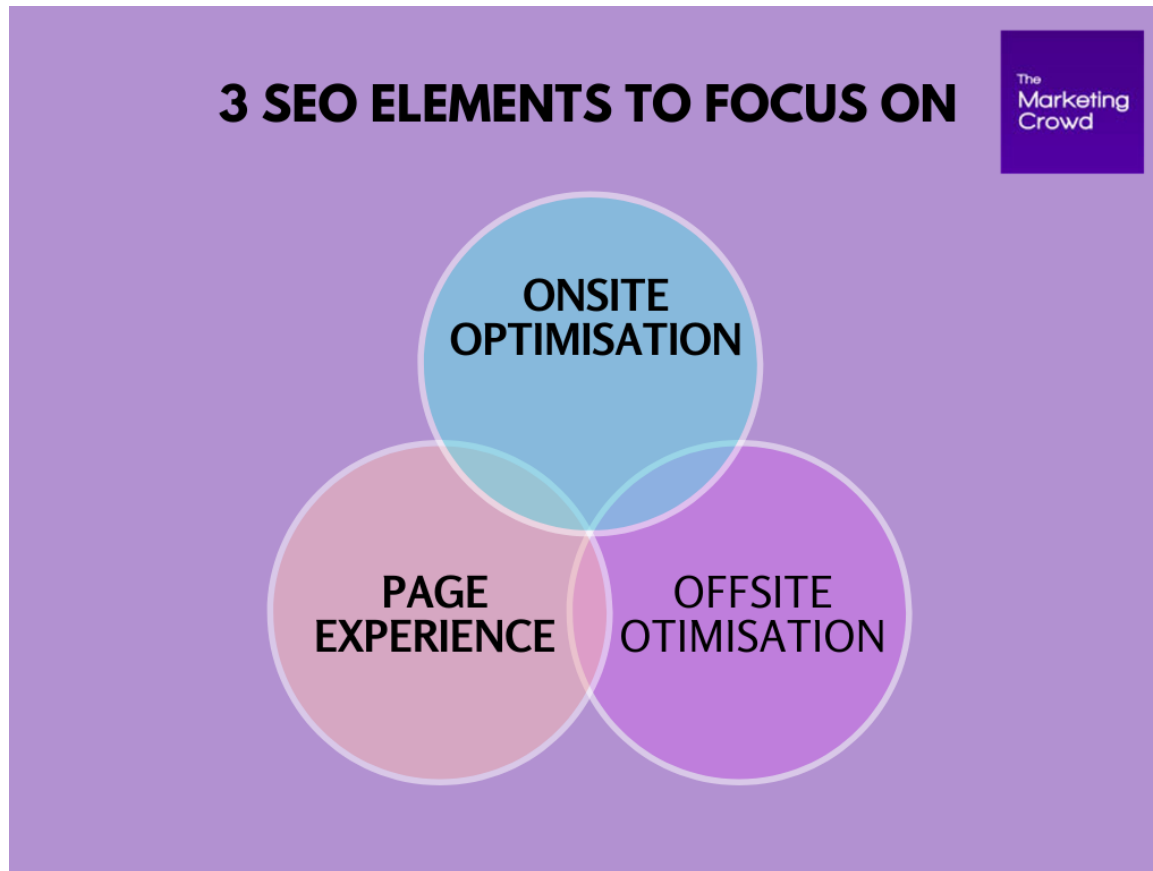 3 SEO ELEMENTS TO FOCUS ON
The
Marketing
Crowd
ONSITE
OPTIMISATION
PAGE
EXPERIENCE
OFFSITE
OTIMISATION